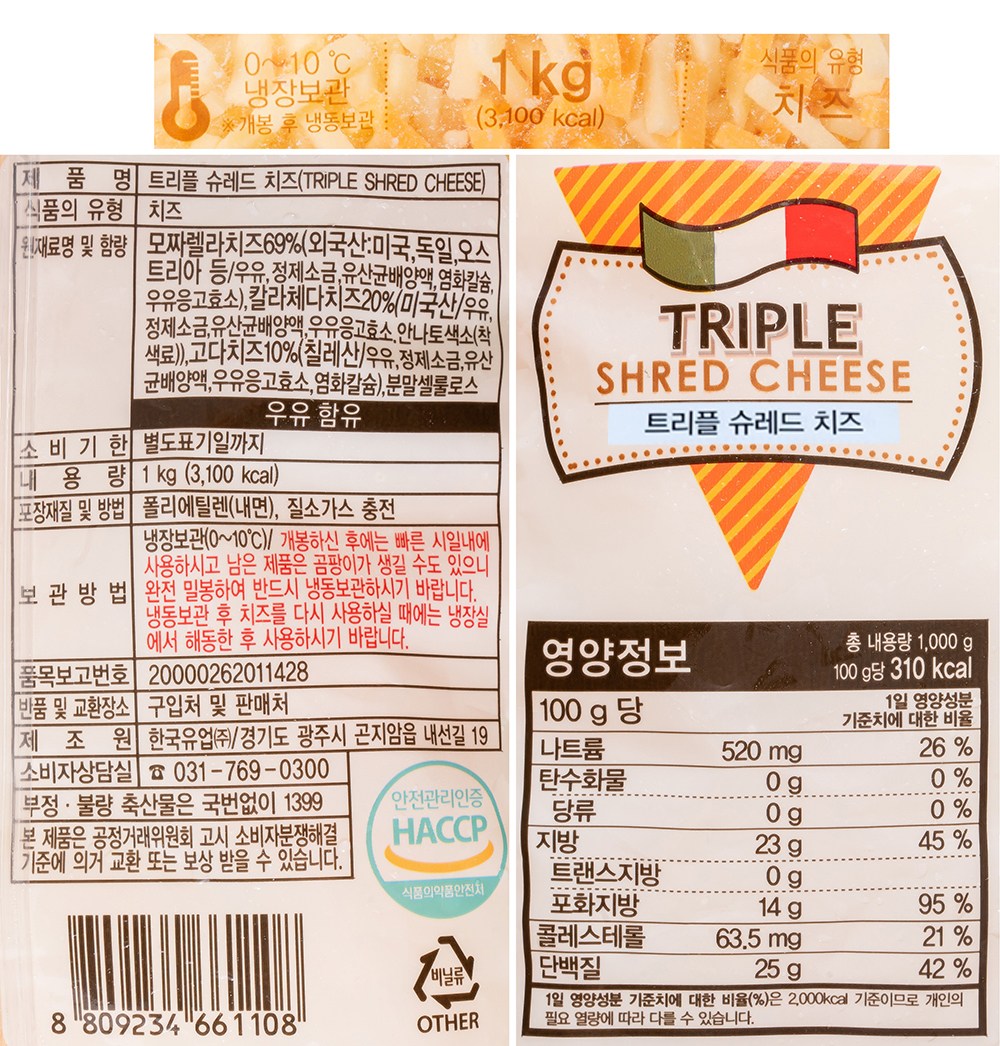 0~10 ℃
냉장보관
※개봉 후 냉동보관
1 kg
(3,100 kcal)
식품의 유형
치즈
제 품 명 트리플 슈레드 치즈(TRIPLE SHRED CHEESE)
식품의 유형 치즈
원재료명 및 함량 모짜렐라치즈69%(외국산:미국,독일,오스
트리아 등/우유,정제소금,유산균배양액,염화칼슘,
우유응고효소),칼라체다치즈20%(미국산/우유,
정제소금,유산균배양액,우유응고효소,안나토색소(착
색료)),고다치즈10%(칠레산/우유,정제소금,유산
균배양액,우유응고효소,염화칼슘),분말셀룰로스
우유 함유
소 비 기 한 별도표기일까지
내 용 량 1 kg (3,100 kcal)
포장재질 및 방법 폴리에틸렌(내면), 질소가스 충전
보 관 방 법 냉장보관(0~10℃)/ 개봉하신 후에는 빠른 시일내에
사용하시고 남은 제품은 곰팡이가 생길 수도 있으니
완전 밀봉하여 반드시 냉동보관하시기 바랍니다.
냉동보관 후 치즈를 다시 사용하실 때에는 냉장실
에서 해동한 후 사용하시기 바랍니다.
품목보고번호 20000262011428
반품 및 교환장소 구입처 및 판매처
제 조 원 한국유업㈜/경기도 광주시 곤지암읍 내선길 19
소비자상담실 ☎ 031-769-0300
부정·불량 축산물은 국번없이 1399
본 제품은 공정거래위원회 고시 소비자분쟁해결
기준에 의거 교환 또는 보상 받을 수 있습니다.
안전관리인증
HACCP
식품의약품안전처
비닐류
OTHER
8 809234 661108
TRIPLE
SHRED CHEESE
트리플 슈레드 치즈
영양정보
총 내용량 1,000 g
100 g당 310 kcal
100 g 당 1일 영양성분
기준치에 대한 비율
나트륨 520 mg 26 %
탄수화물 0 g 0 %
당류 0 g 0 %
지방 23 g 45 %
트랜스지방 0 g
포화지방 14 g 95 %
콜레스테롤 63.5 mg 21 %
단백질 25 g 42 %
1일 영양성분 기준치에 대한 비율(%)은 2,000kcal 기준이므로 개인의
필요 열량에 따라 다를 수 있습니다.